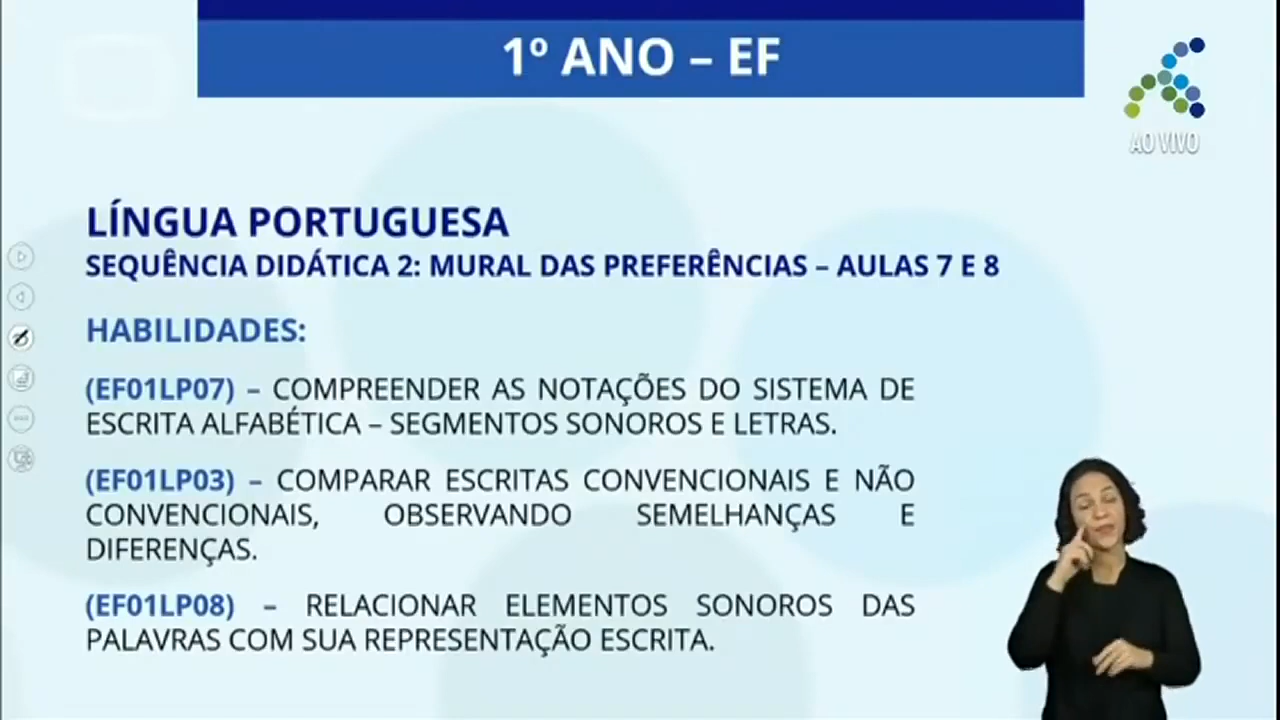 1º ANO – EF
AO VIVO
LÍNGUA PORTUGUESA
SEQUÊNCIA DIDÁTICA 2: MURAL DAS PREFERÊNCIAS – AULAS 7 E 8
HABILIDADES:
(EF01LP07) – COMPREENDER AS NOTAÇÕES DO SISTEMA DE
ESCRITA ALFABÉTICA – SEGMENTOS SONOROS E LETRAS.
(EF01LP03) – COMPARAR ESCRITAS CONVENCIONAIS E NÃO
CONVENCIONAIS, OBSERVANDO SEMELHANÇAS E
DIFERENÇAS.
(EF01LP08) – RELACIONAR ELEMENTOS SONOROS DAS
PALAVRAS COM SUA REPRESENTAÇÃO ESCRITA.